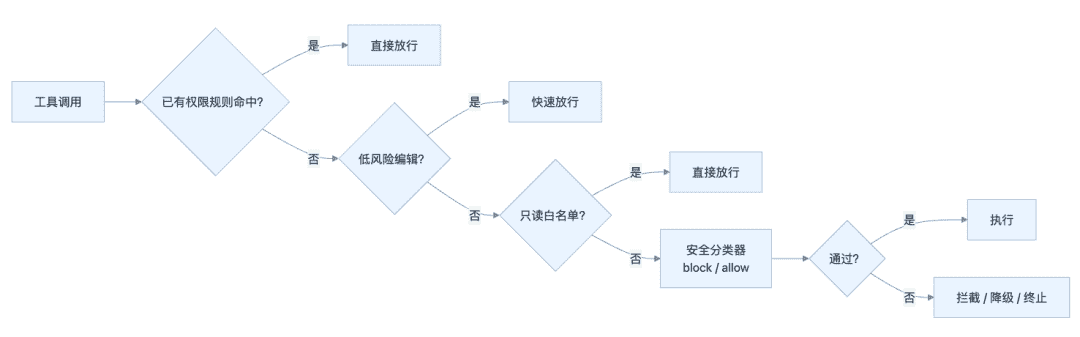 工具调用
已有权限规则命中?
是
直接放行
否
低风险编辑?
是
快速放行
否
只读白名单?
是
直接放行
否
安全分类器
block / allow
通过?
是
执行
否
拦截 / 降级 / 终止